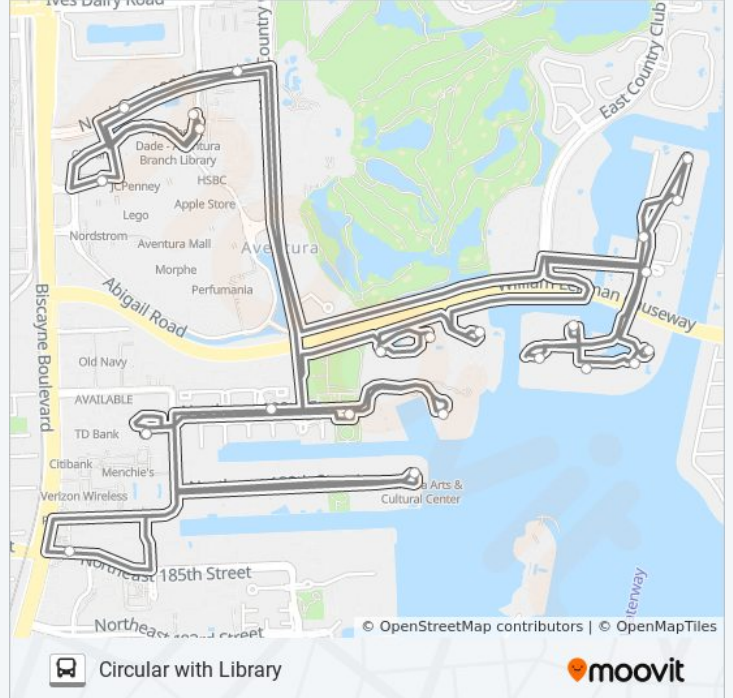 Ives Dairy Road
Country
East Country Club
Dade - Aventura
Branch Library
JCPenney
HSBC
Lego
Apple Store
Nordstrom
Aventura Mall
Aventura
Morphe
Perfumania
William Lehman Causeway
Abigail Road
Biscayne Boulevard
Old Navy
AVAILABLE
TD Bank
Citibank
Menchie's
Verizon Wireless
Arts &
Cultural Center
Northeast 185th Street
Northeast 183rd Street
© OpenStreetMap contributors | © OpenMapTiles
Circular with Library
moovit